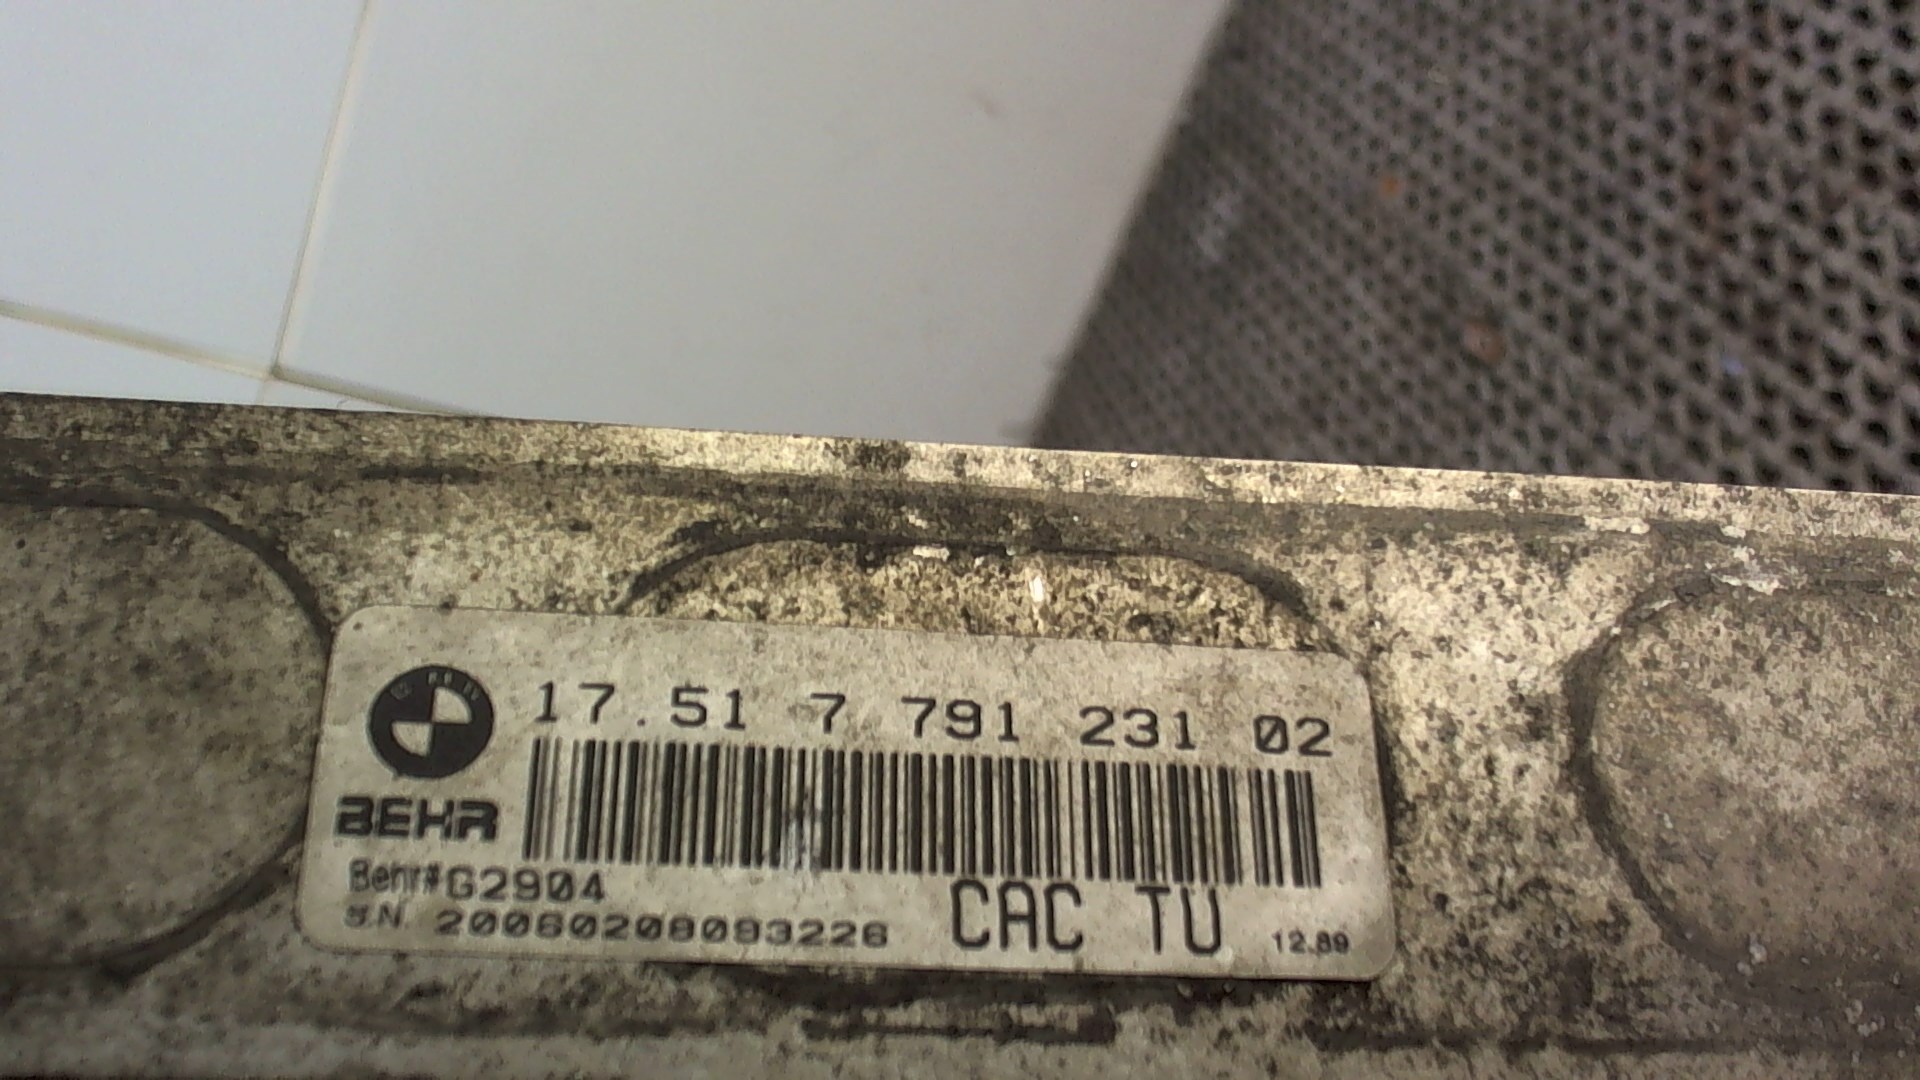 17.51 7 791 231 02
BEHR
Behr#G2904
S.N. 20060208093226
CAC TU
12.89